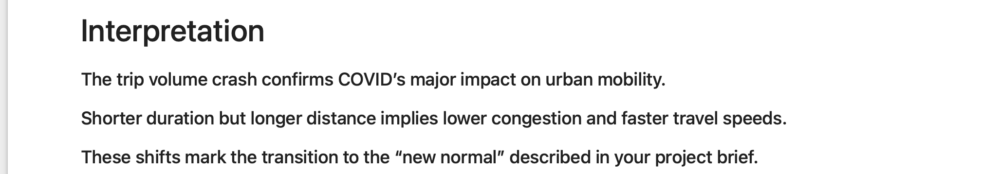 Interpretation
The trip volume crash confirms COVID’s major impact on urban mobility.
Shorter duration but longer distance implies lower congestion and faster travel speeds.
These shifts mark the transition to the “new normal” described in your project brief.